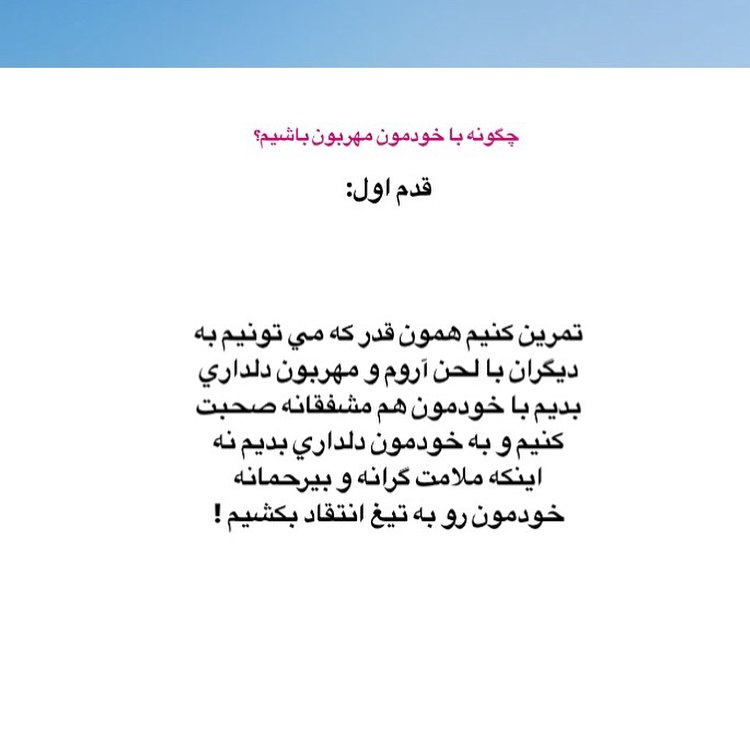 چگونه با خودمون مهربون باشیم؟
قدم اول:
تمرین کنیم همون قدر که مي تونیم به
دیگران با لحن آروم و مهربون دلداري
بدیم با خودمون هم مشفقانه صحبت
کنیم و به خودمون دلداري بدیم نه
اینکه ملامت گرانه و بیرحمانه
خودمون رو به تیغ انتقاد بکشیم !